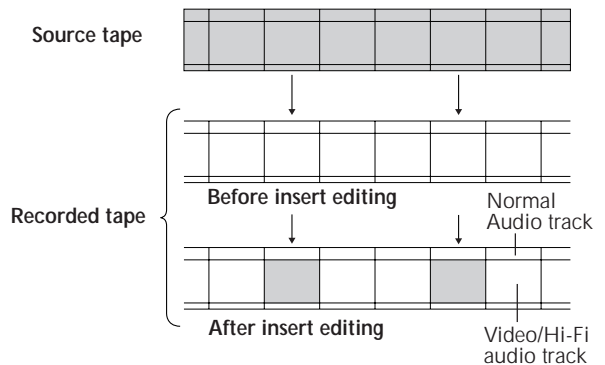 Source tape
Recorded tape
Before insert editing
Normal
Audio track
After insert editing
Video/Hi-Fi
audio track